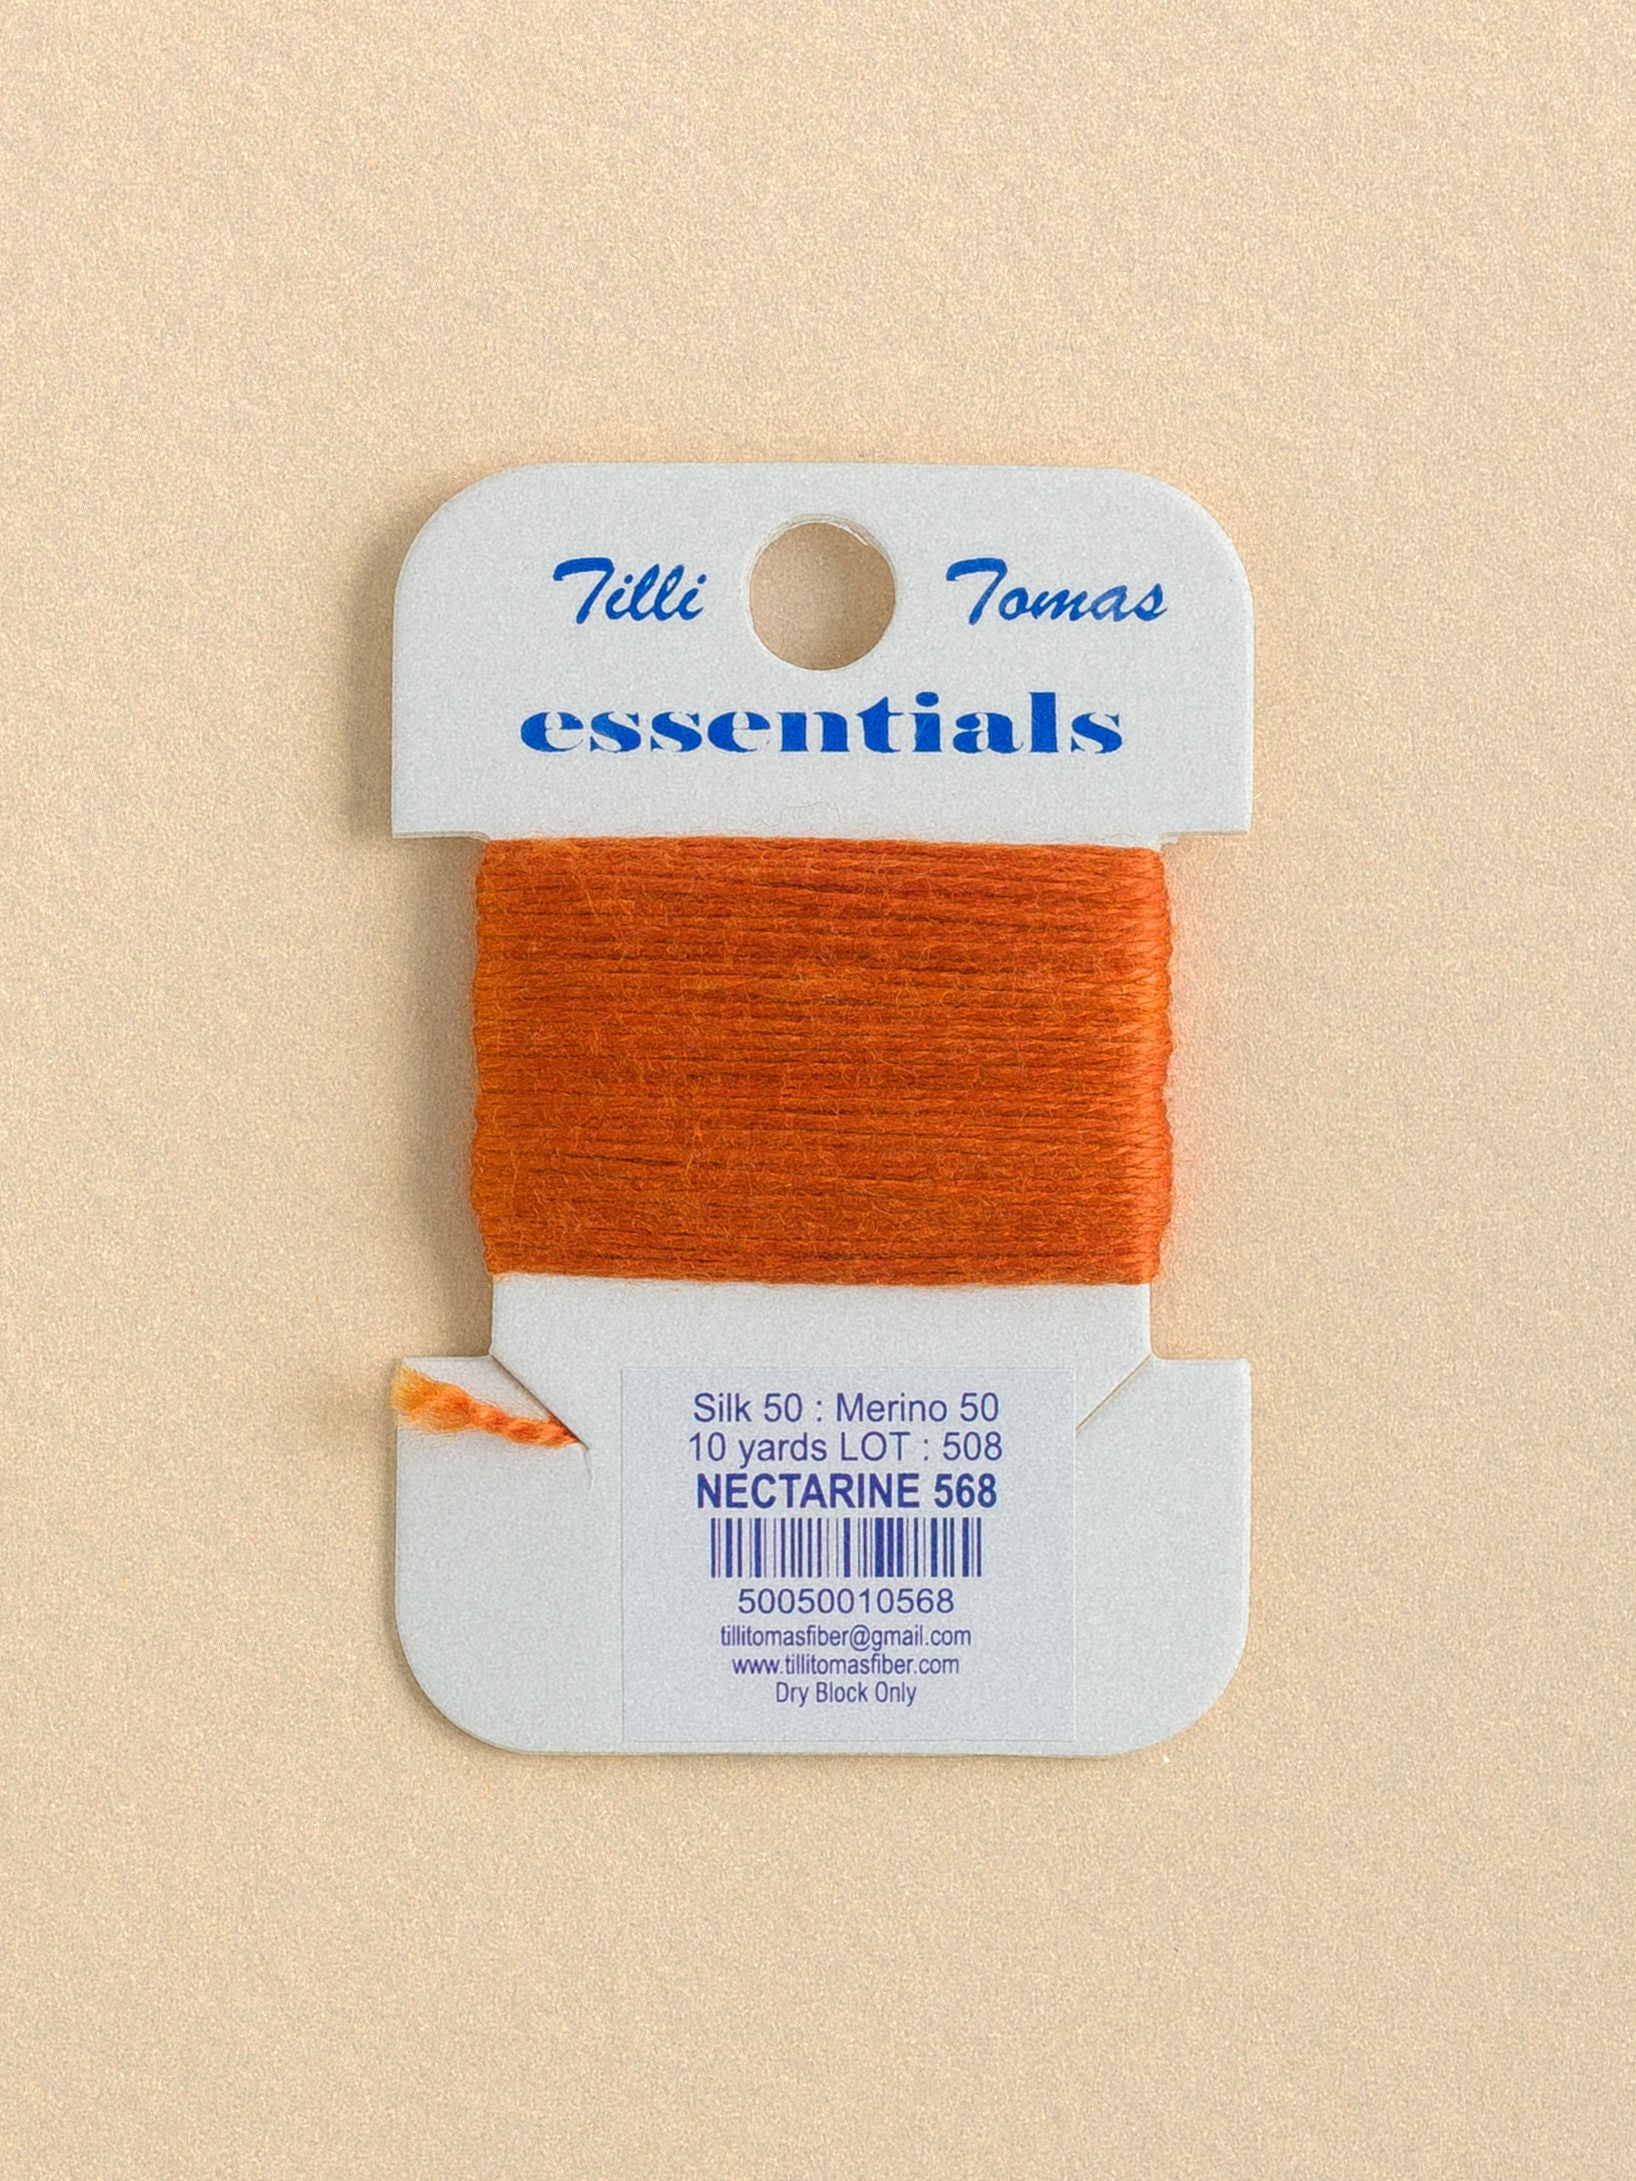 Tilli Tomas
essentials
Silk 50 : Merino 50
10 yards LOT : 508
NECTARINE 568
50050010568
tillitomasfiber@gmail.com
www.tillitomasfiber.com
Dry Block Only